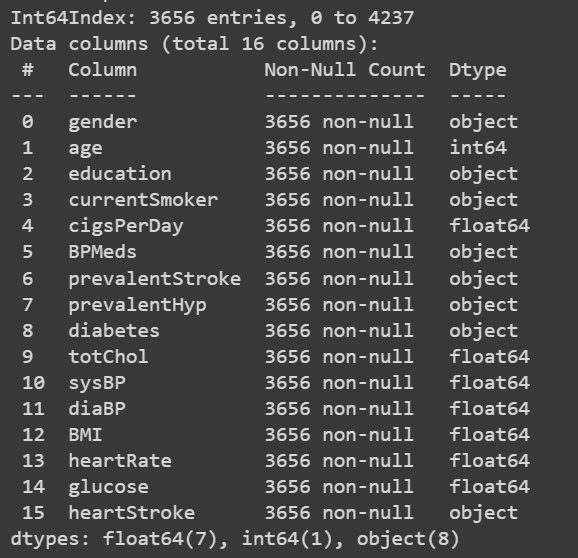 Int64Index: 3656 entries, 0 to 4237
Data columns (total 16 columns):
 #   Column           Non-Null Count  Dtype
---  ------           --------------  -----
 0   gender           3656 non-null   object
 1   age              3656 non-null   int64
 2   education        3656 non-null   object
 3   currentSmoker    3656 non-null   object
 4   cigsPerDay       3656 non-null   float64
 5   BPMeds           3656 non-null   object
 6   prevalentStroke  3656 non-null   object
 7   prevalentHyp     3656 non-null   object
 8   diabetes         3656 non-null   object
 9   totChol          3656 non-null   float64
 10  sysBP            3656 non-null   float64
 11  diaBP            3656 non-null   float64
 12  BMI              3656 non-null   float64
 13  heartRate        3656 non-null   float64
 14  glucose          3656 non-null   float64
 15  heartStroke      3656 non-null   object
dtypes: float64(7), int64(1), object(8)